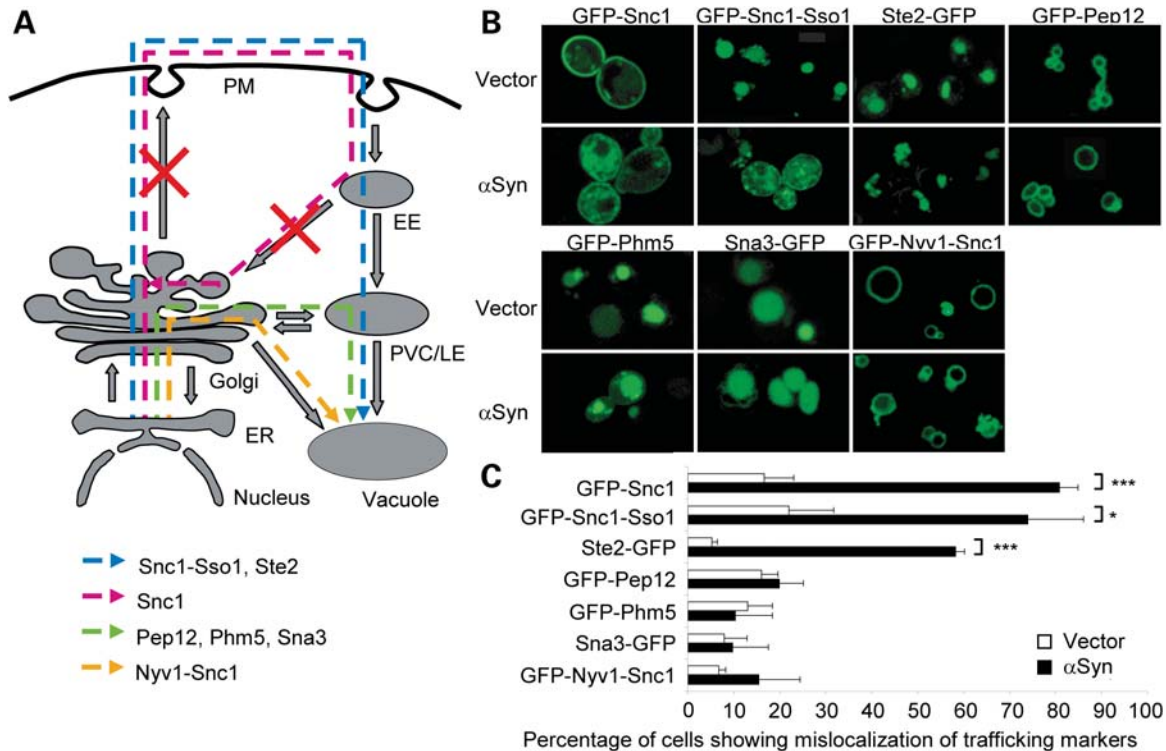 A
PM
EE
PVC/LE
Golgi
ER
Nucleus
Vacuole
Snc1-Sso1, Ste2
Snc1
Pep12, Phm5, Sna3
Nyv1-Snc1
B
GFP-Snc1 GFP-Snc1-Sso1 Ste2-GFP GFP-Pep12
Vector
αSyn
GFP-Phm5 Sna3-GFP GFP-Nyv1-Snc1
Vector
αSyn
C
GFP-Snc1 ***
GFP-Snc1-Sso1 *
Ste2-GFP ***
GFP-Pep12
GFP-Phm5
Sna3-GFP
GFP-Nyv1-Snc1
Vector
αSyn
0 10 20 30 40 50 60 70 80 90 100
Percentage of cells showing mislocalization of trafficking markers